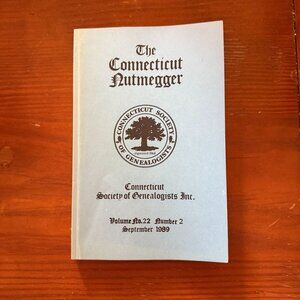 The
Connecticut
Nutmegger
CONNECTICUT SOCIETY
OF GENEALOGISTS
Connecticut
Society of Genealogists Inc.
Volume No. 22 Number 2
September 1989